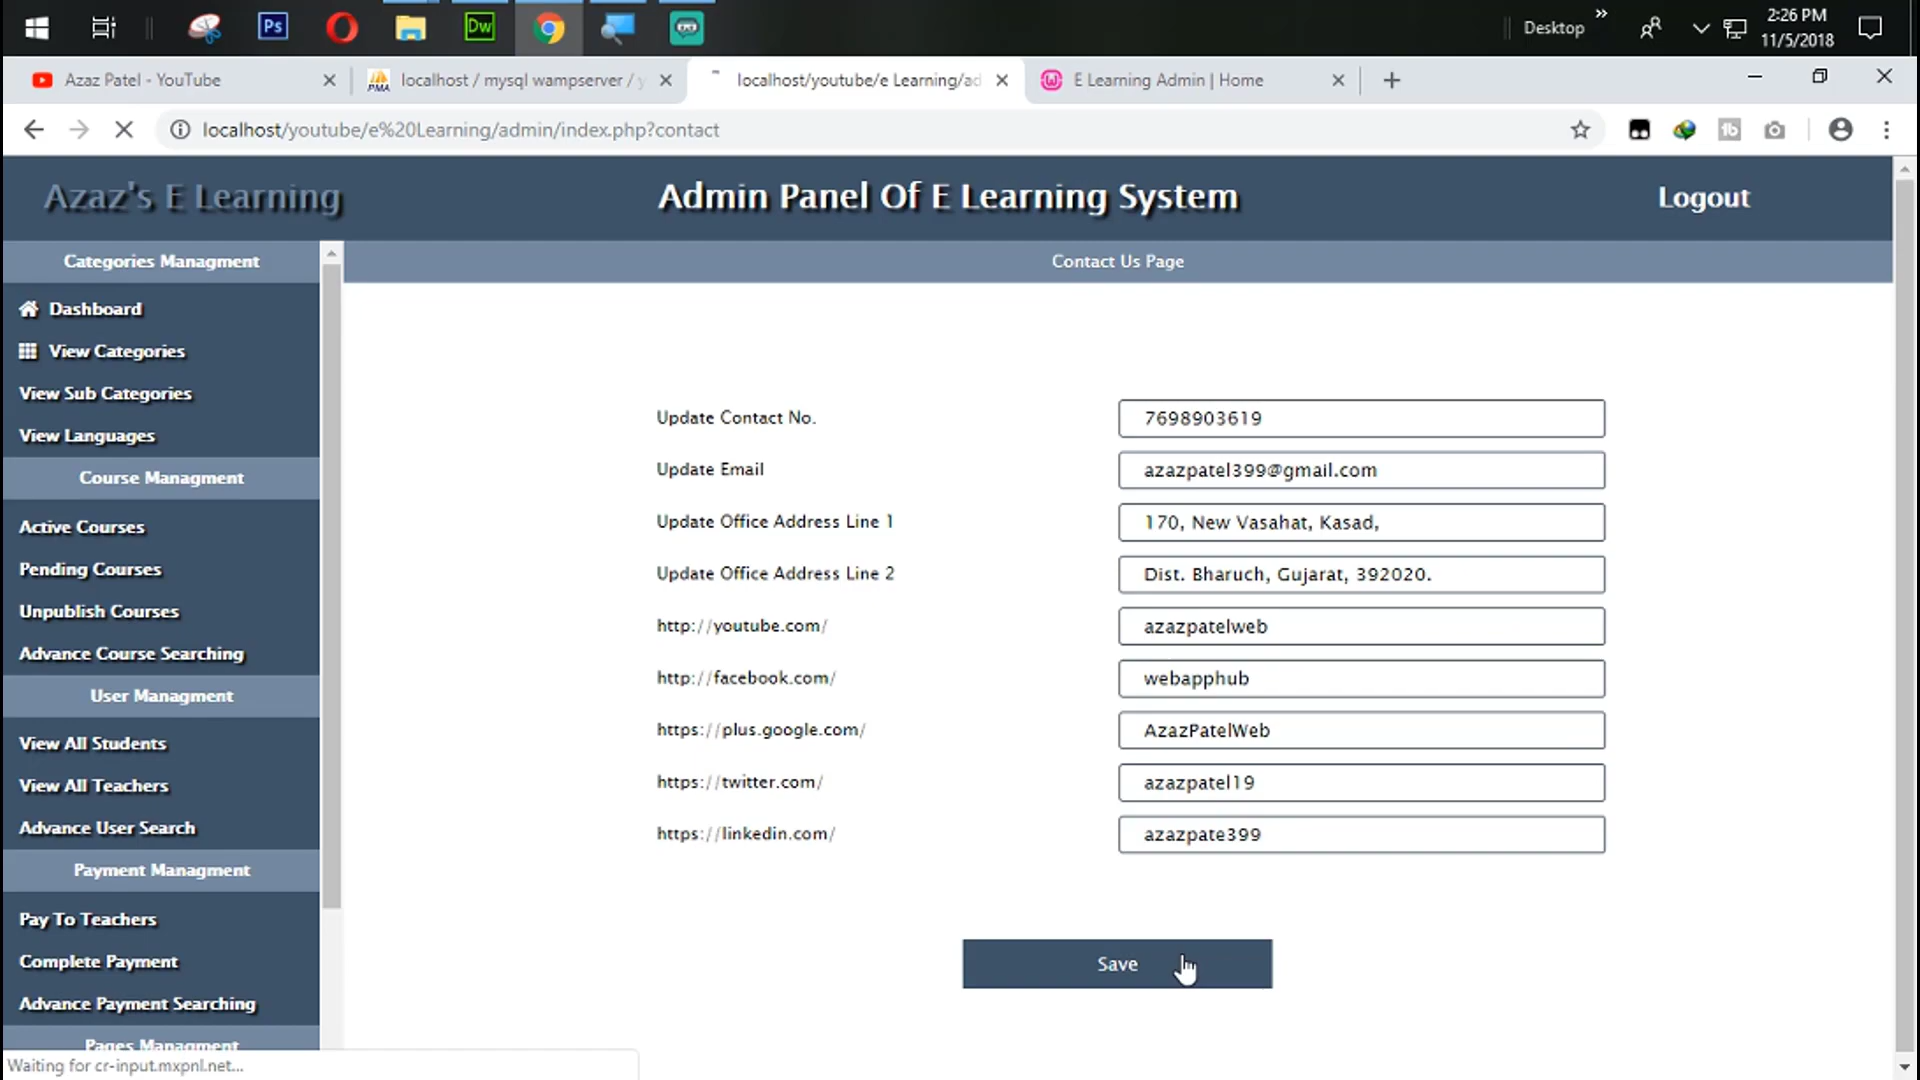 Ps
Dw
Desktop
2:26 PM
11/5/2018
Azaz Patel - YouTube
PMA
localhost / mysql wampserver / y
localhost/youtube/e Learning/ad
E Learning Admin | Home
localhost/youtube/e%20Learning/admin/index.php?contact
Azaz's E Learning
Admin Panel Of E Learning System
Logout
Categories Managment
Contact Us Page
Dashboard
View Categories
View Sub Categories
View Languages
Course Managment
Active Courses
Pending Courses
Unpublish Courses
Advance Course Searching
User Managment
View All Students
View All Teachers
Advance User Search
Payment Managment
Pay To Teachers
Complete Payment
Advance Payment Searching
Pages Managment
Update Contact No.
7698903619
Update Email
azazpatel399@gmail.com
Update Office Address Line 1
170, New Vasahat, Kasad,
Update Office Address Line 2
Dist. Bharuch, Gujarat, 392020.
http://youtube.com/
azazpatelweb
http://facebook.com/
webapphub
https://plus.google.com/
AzazPatelWeb
https://twitter.com/
azazpatel19
https://linkedin.com/
azazpate399
Save
Waiting for cr-input.mxpnl.net...